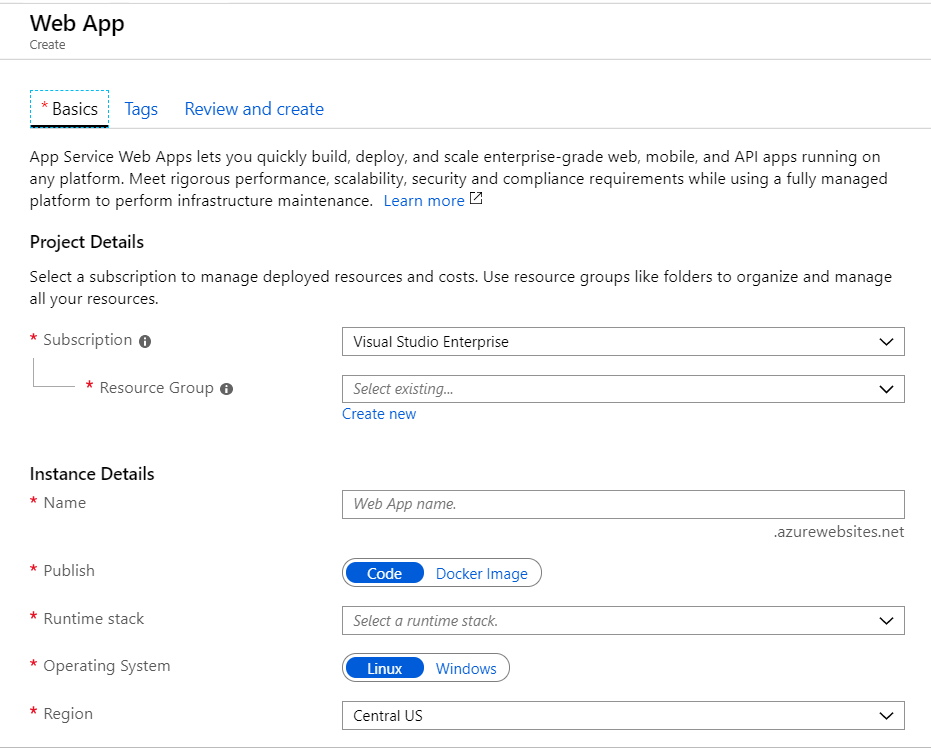 Web App
Create
* Basics Tags Review and create
App Service Web Apps lets you quickly build, deploy, and scale enterprise-grade web, mobile, and API apps running on
any platform. Meet rigorous performance, scalability, security and compliance requirements while using a fully managed
platform to perform infrastructure maintenance. Learn more
Project Details
Select a subscription to manage deployed resources and costs. Use resource groups like folders to organize and manage
all your resources.
* Subscription Visual Studio Enterprise
* Resource Group Select existing...
Create new
Instance Details
* Name Web App name.
.azurewebsites.net
* Publish Code Docker Image
* Runtime stack Select a runtime stack.
* Operating System Linux Windows
* Region Central US